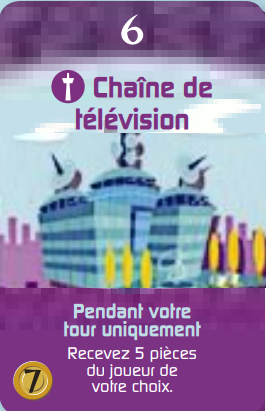 6
Chaîne de
télévision
Pendant votre
tour uniquement
Recevez 5 pièces
du joueur de
votre choix.
7